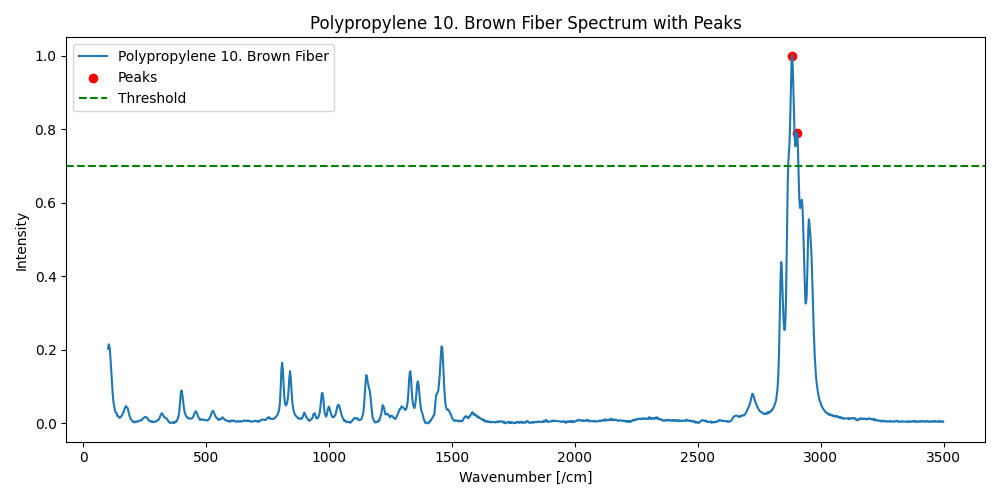 Polypropylene 10. Brown Fiber Spectrum with Peaks
Polypropylene 10. Brown Fiber
Peaks
Threshold
Intensity
1.0
0.8
0.6
0.4
0.2
0.0
0 500 1000 1500 2000 2500 3000 3500
Wavenumber [/cm]